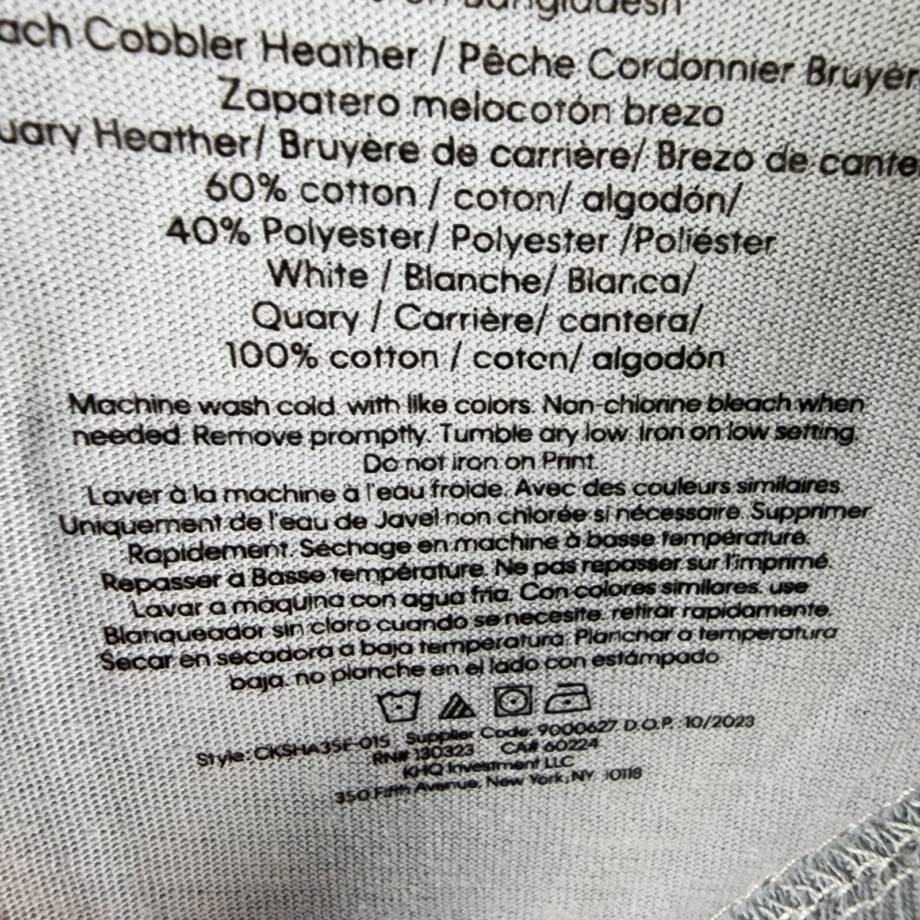 Bangladesh
ach Cobbler Heather / Pêche Cordonnier Bruyèr
Zapatero melocotón brezo
uary Heather/ Bruyère de carrière/ Brezo de cante
60% cotton / coton/ algodón/
40% Polyester/ Polyester /Poliéster
White / Blanche/ Blanca/
Quary / Carrière/ cantera/
100% cotton / coton/ algodón
Machine wash cold. with like colors. Non-chlorine bleach when
needed. Remove promptly. Tumble dry low. Iron on low setting.
Do not iron on Print.
Laver à la machine à l'eau froide. Avec des couleurs similaires.
Uniquement de l'eau de Javel non chlorée si nécessaire. Supprimer
Rapidement. Séchage en machine à basse température.
Repasser à Basse température. Ne pas repasser sur l'imprimé.
Lavar a máquina con agua fría. Con colores similares. use
Blanqueador sin cloro cuando se necesite. retirar rapidamente.
Secar en secadora a baja temperatura. Planchar a temperatura
baja. no planche en el lado con estámpado
Style: CKSHA35F-015 Supplier Code: 9000627 D.O.P. 10/2023
RN# 130323 CA# 60224
KHQ Investment LLC
350 Fifth Avenue, New York, NY 10118